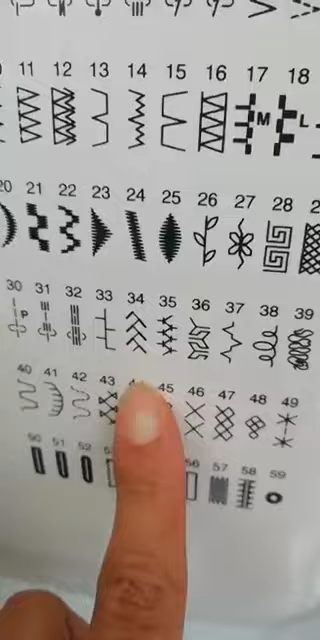 11 12 13 14 15 16 17 18
M L
20 21 22 23 24 25 26 27 28
30 31 32 33 34 35 36 37 38 39
P
40 41 42 43 45 46 47 48 49
50 51 52 56 57 58 59